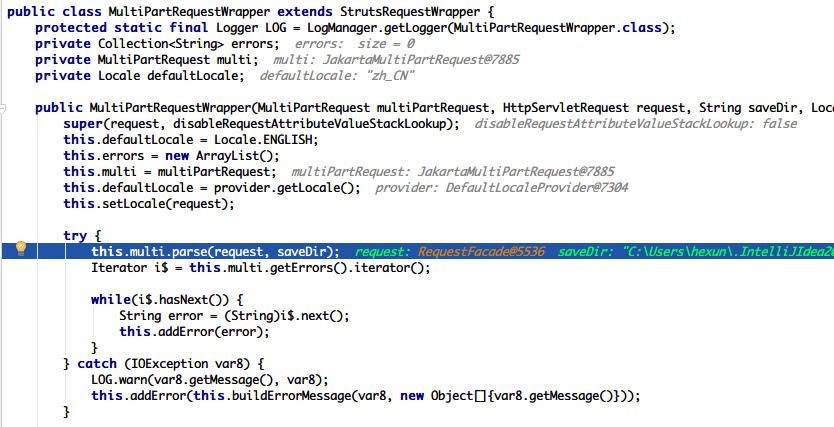 public class MultiPartRequestWrapper extends StrutsRequestWrapper {
protected static final Logger LOG = LogManager.getLogger(MultiPartRequestWrapper.class);
private Collection<String> errors;  errors:  size = 0
private MultiPartRequest multi;  multi: JakartaMultiPartRequest@7885
private Locale defaultLocale;  defaultLocale: "zh_CN"
public MultiPartRequestWrapper(MultiPartRequest multiPartRequest, HttpServletRequest request, String saveDir, Loc
super(request, disableRequestAttributeValueStackLookup);  disableRequestAttributeValueStackLookup: false
this.defaultLocale = Locale.ENGLISH;
this.errors = new ArrayList();
this.multi = multiPartRequest;  multiPartRequest: JakartaMultiPartRequest@7885
this.defaultLocale = provider.getLocale();  provider: DefaultLocaleProvider@7304
this.setLocale(request);
try {
this.multi.parse(request, saveDir);  request: RequestFacade@5536  saveDir: "C:\Users\hexun\.IntelliJIdea20
Iterator i$ = this.multi.getErrors().iterator();
while(i$.hasNext()) {
String error = (String)i$.next();
this.addError(error);
}
} catch (IOException var8) {
LOG.warn(var8.getMessage(), var8);
this.addError(this.buildErrorMessage(var8, new Object[]{var8.getMessage()}));
}